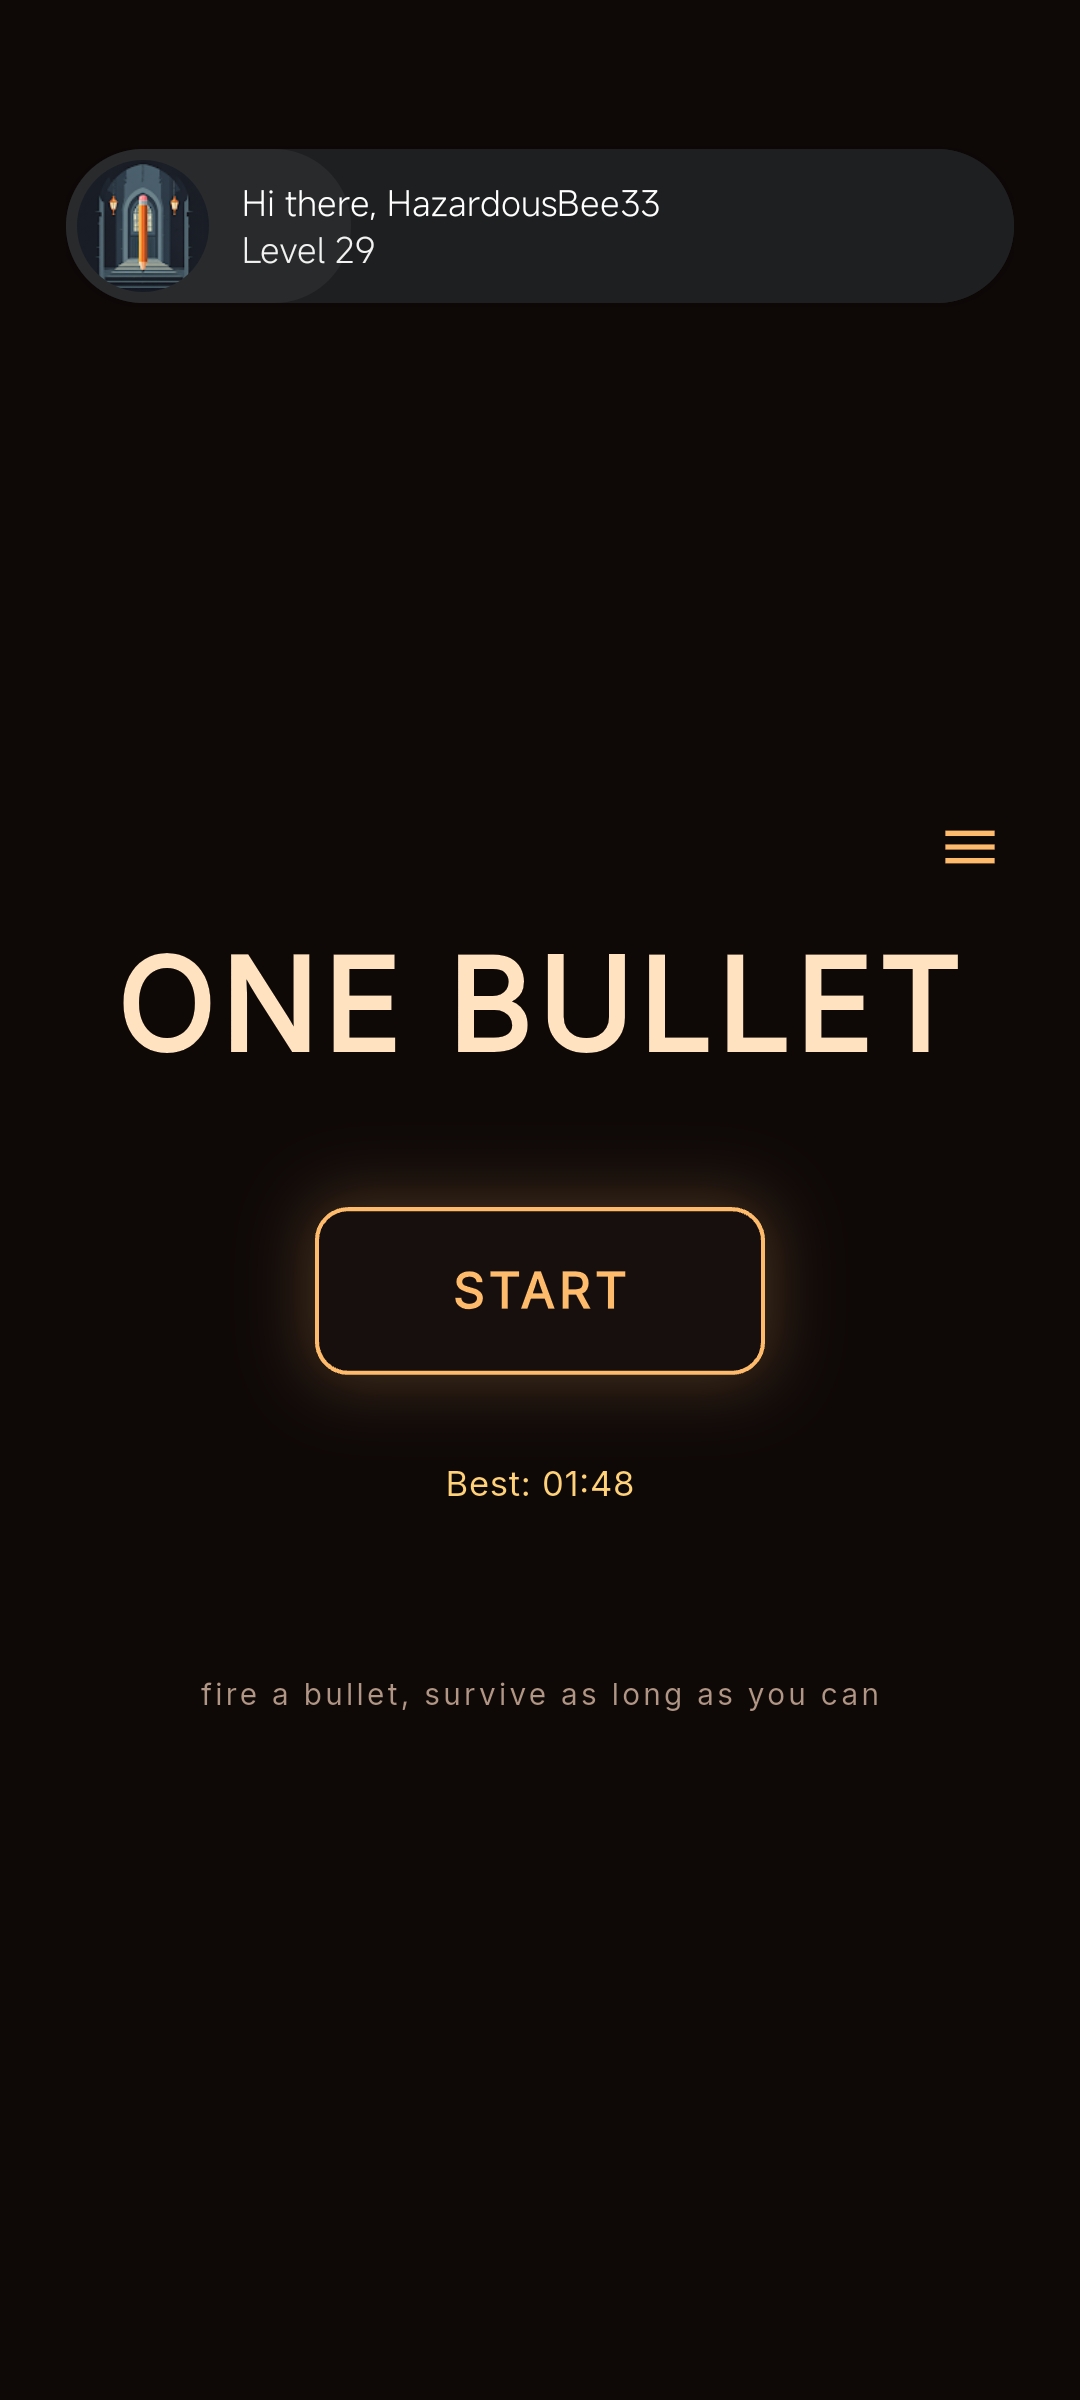 Hi there, HazardousBee33
Level 29
ONE BULLET
START
Best: 01:48
fire a bullet, survive as long as you can